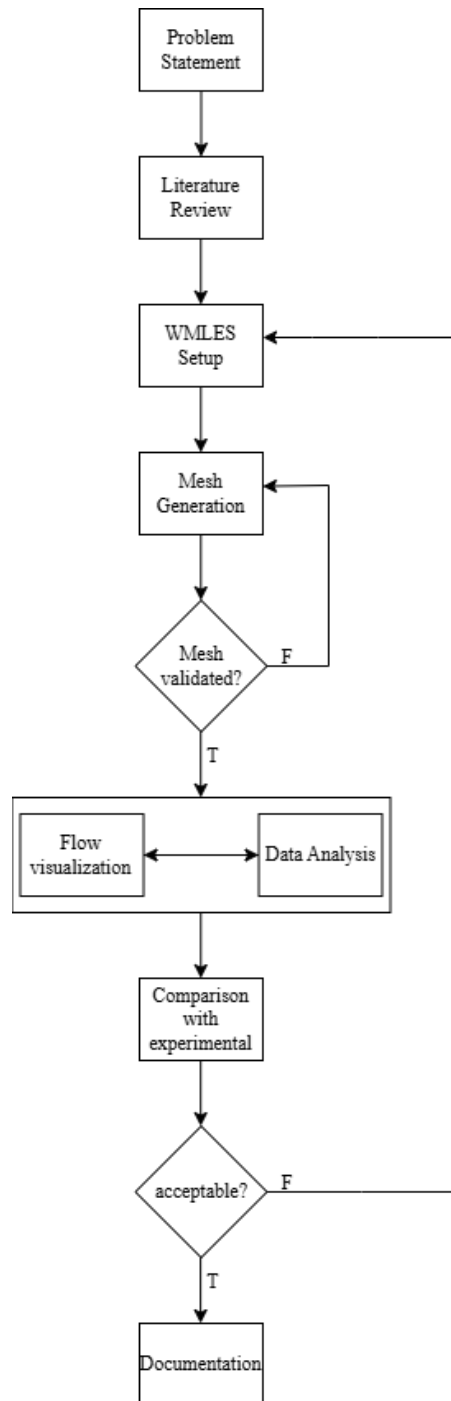 Problem
Statement
Literature
Review
WMLES
Setup
Mesh
Generation
Mesh
validated?
F
T
Flow
visualization
Data Analysis
Comparison
with
experimental
acceptable?
F
T
Documentation